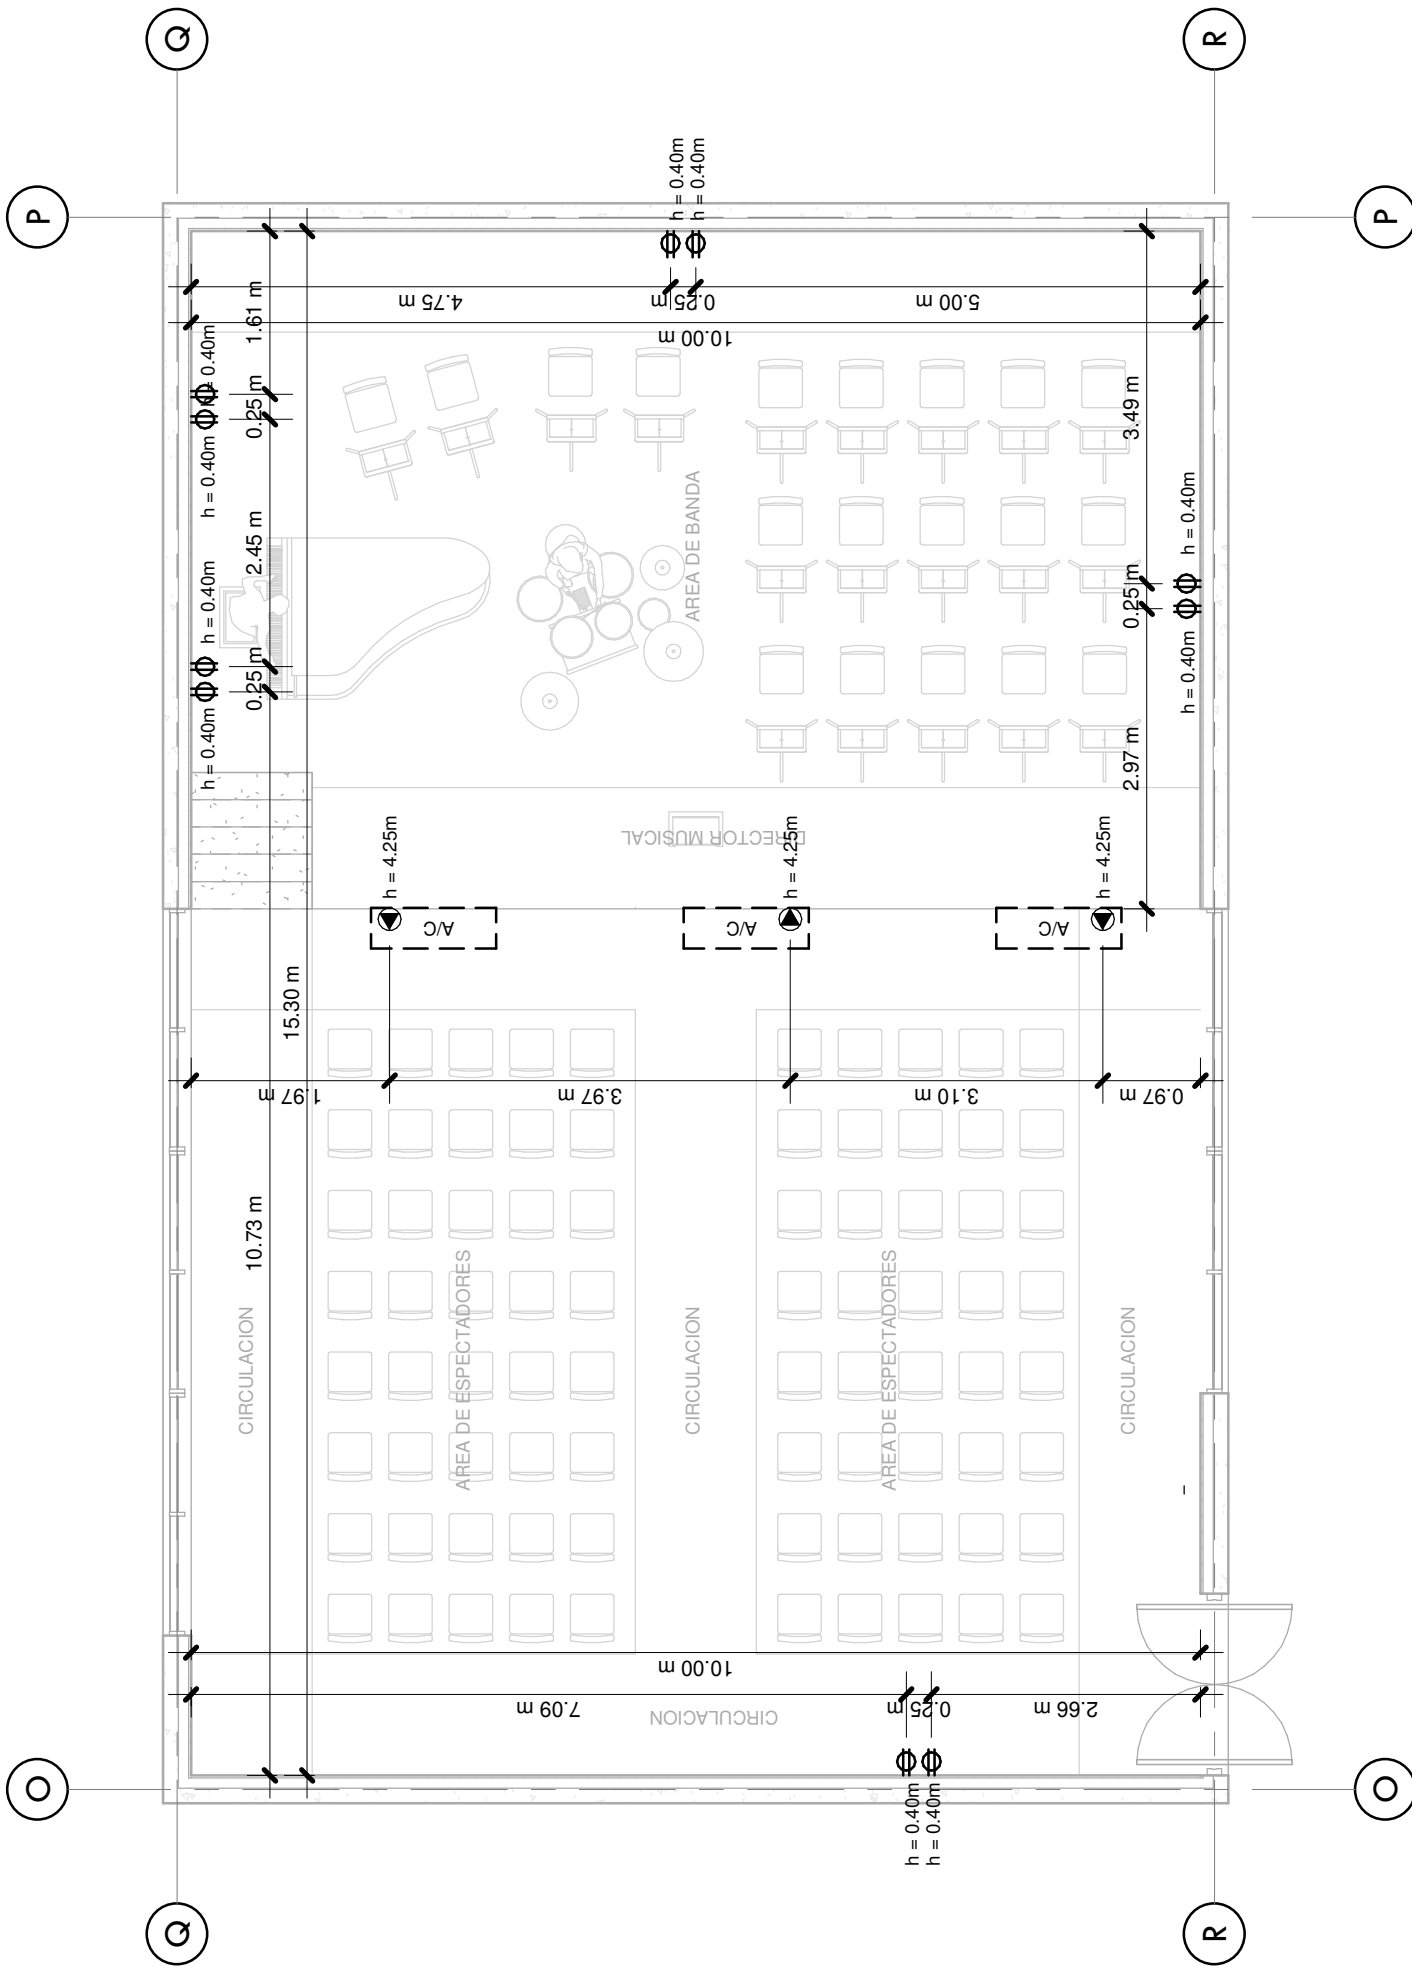 Q
R
P
P
h = 0.40m
h = 0.40m
4.75 m
0.25 m
5.00 m
10.00 m
1.61 m
h = 0.40m
0.25 m
h = 0.40m
2.45 m
h = 0.40m
0.25 m
h = 0.40m
3.49 m
h = 0.40m
0.25 m
h = 0.40m
2.97 m
AREA DE BANDA
DIRECTOR MUSICAL
h = 4.25m
h = 4.25m
h = 4.25m
A/C
A/C
A/C
15.30 m
1.97 m
3.97 m
3.10 m
0.97 m
10.73 m
CIRCULACION
AREA DE ESPECTADORES
CIRCULACION
AREA DE ESPECTADORES
CIRCULACION
10.00 m
7.09 m
0.25 m
2.66 m
CIRCULACION
h = 0.40m
h = 0.40m
O
O
Q
R